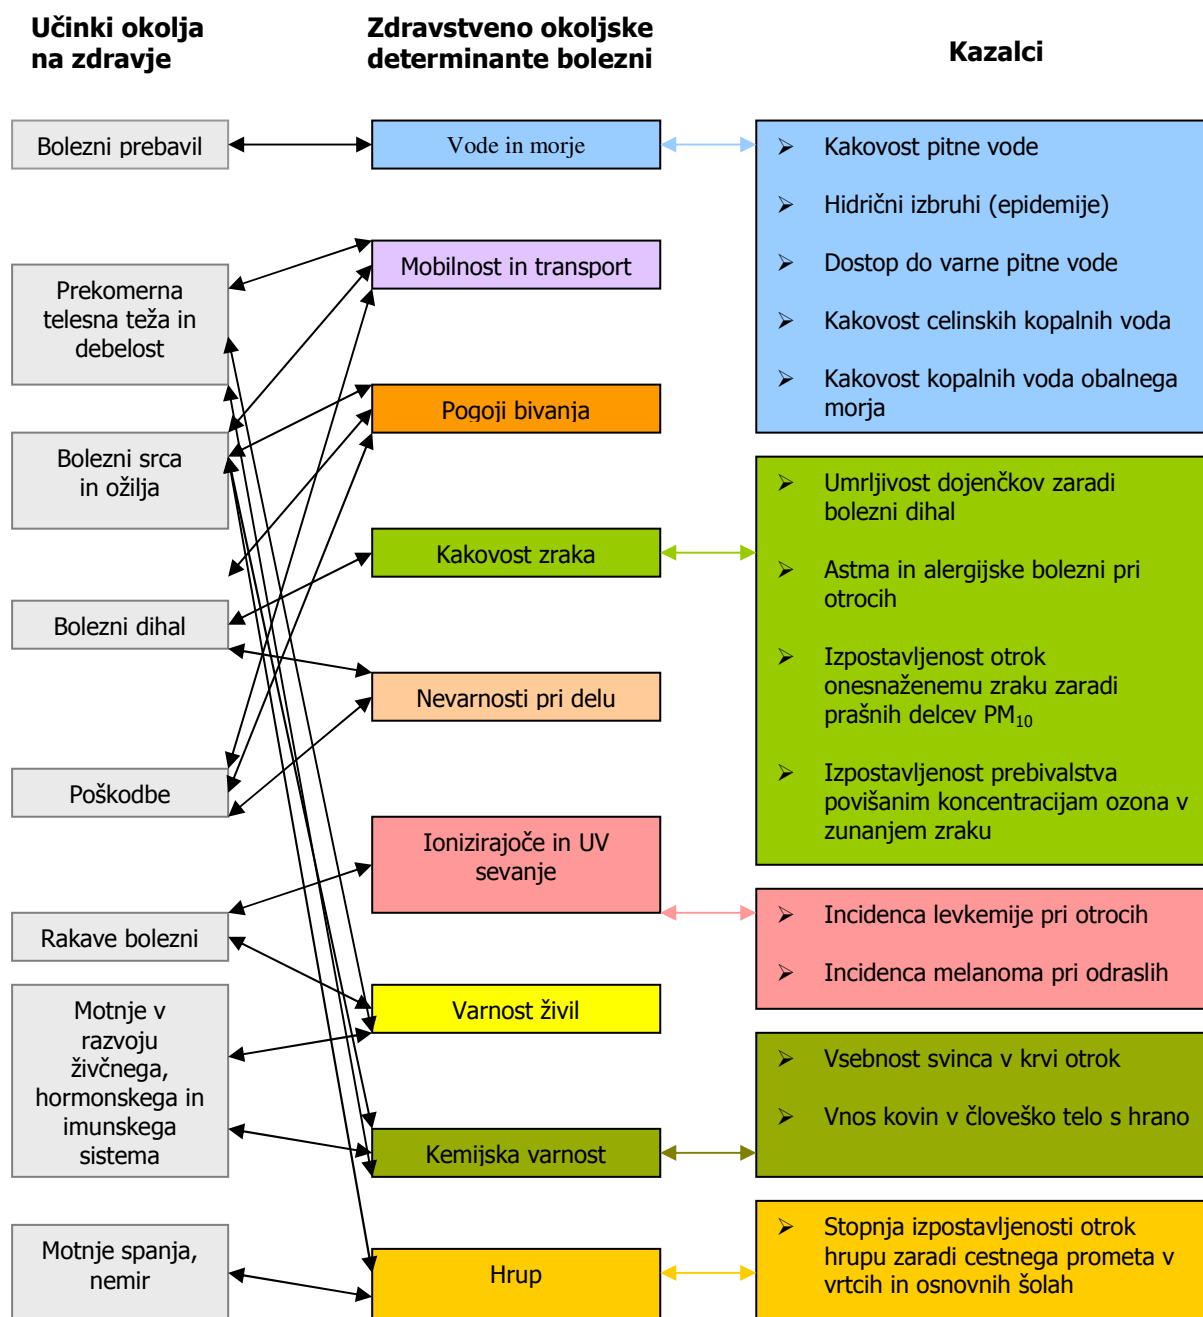 Učinki okolja
na zdravje
Zdravstveno okoljske
determinante bolezni
Kazalci
Bolezni prebavil
Prekomerna
telesna teža in
debelost
Bolezni srca
in ožilja
Bolezni dihal
Poškodbe
Rakave bolezni
Motnje v
razvoju
živčnega,
hormonskega in
imunskega
sistema
Motnje spanja,
nemir
Vode in morje
Mobilnost in transport
Pogoji bivanja
Kakovost zraka
Nevarnosti pri delu
Ionizirajoče in UV
sevanje
Varnost živil
Kemijska varnost
Hrup
➢ Kakovost pitne vode
➢ Hidrični izbruhi (epidemije)
➢ Dostop do varne pitne vode
➢ Kakovost celinskih kopalnih voda
➢ Kakovost kopalnih voda obalnega
morja
➢ Umrljivost dojenčkov zaradi
bolezni dihal
➢ Astma in alergijske bolezni pri
otrocih
➢ Izpostavljenost otrok
onesnaženemu zraku zaradi
prašnih delcev PM₁₀
➢ Izpostavljenost prebivalstva
povišanim koncentracijam ozona v
zunanjem zraku
➢ Incidenca levkemije pri otrocih
➢ Incidenca melanoma pri odraslih
➢ Vsebnost svinca v krvi otrok
➢ Vnos kovin v človeško telo s hrano
➢ Stopnja izpostavljenosti otrok
hrupu zaradi cestnega prometa v
vrtcih in osnovnih šolah